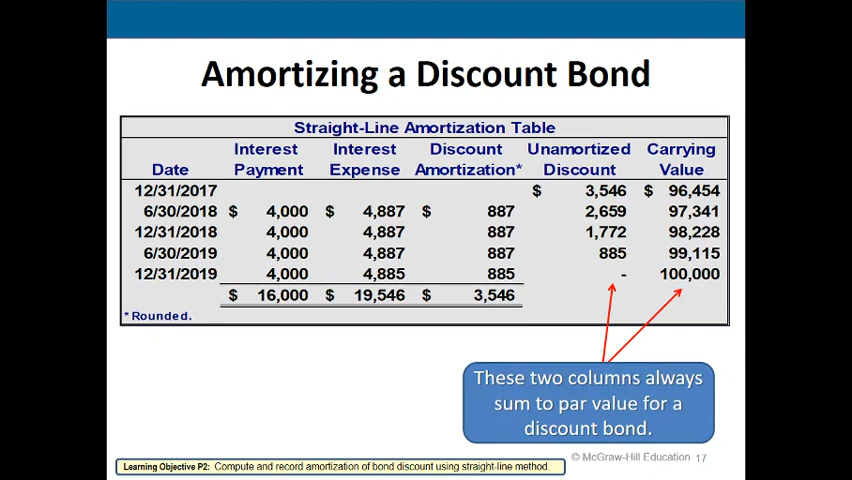 Amortizing a Discount Bond
Straight-Line Amortization Table
Interest Interest Discount Unamortized Carrying
Date Payment Expense Amortization* Discount Value
12/31/2017 $ 3,546 $ 96,454
6/30/2018 $ 4,000 $ 4,887 $ 887 2,659 97,341
12/31/2018 4,000 4,887 887 1,772 98,228
6/30/2019 4,000 4,887 887 885 99,115
12/31/2019 4,000 4,885 885 - 100,000
$ 16,000 $ 19,546 $ 3,546
* Rounded.
These two columns always
sum to par value for a
discount bond.
© McGraw-Hill Education 17
Learning Objective P2: Compute and record amortization of bond discount using straight-line method.